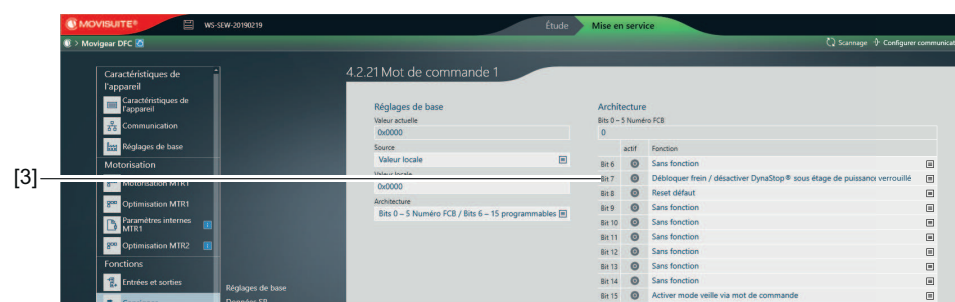 MOVISUITE® WS-SEW-20190219 Étude Mise en service
> Movigear DFC Scannage Configurer communicat
Caractéristiques de
l'appareil
Caractéristiques de
l'appareil
Communication
Réglages de base
Motorisation
Motorisation MTR1
Optimisation MTR1
Paramètres internes
MTR1
Optimisation MTR2
Fonctions
Entrées et sorties
Réglages de base
Données EP
[3]
4.2.21 Mot de commande 1
Réglages de base
Valeur actuelle
0x0000
Source
Valeur locale
Valeur locale
0x0000
Architecture
Bits 0 – 5 Numéro FCB / Bits 6 – 15 programmables
Architecture
Bits 0 – 5 Numéro FCB
0
actif Fonction
Bit 6 Sans fonction
Bit 7 Débloquer frein / désactiver DynaStop® sous étage de puissance verrouillé
Bit 8 Reset défaut
Bit 9 Sans fonction
Bit 10 Sans fonction
Bit 11 Sans fonction
Bit 12 Sans fonction
Bit 13 Sans fonction
Bit 14 Sans fonction
Bit 15 Activer mode veille via mot de commande